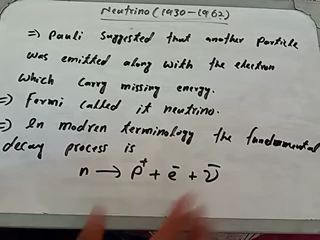 Neutrino (1930-1962)
=> Pauli suggested that another particle
was emitted along with the electron
which carry missing energy.
=> Fermi called it neutrino.
=> In modren terminology the fundamental
decay process is
n → p⁺ + e⁻ + ν̅